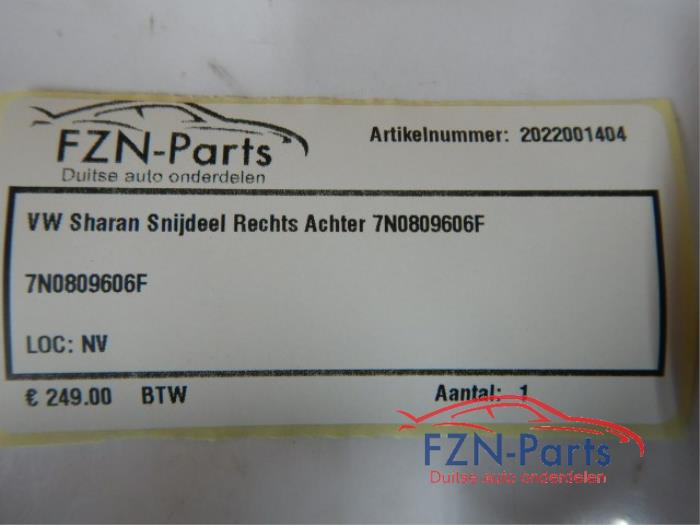 FZN-Parts
Duitse auto onderdelen
Artikelnummer: 2022001404
VW Sharan Snijdeel Rechts Achter 7N0809606F
7N0809606F
LOC: NV
€ 249.00 BTW Aantal: 1
FZN-Parts
Duitse auto onderdelen